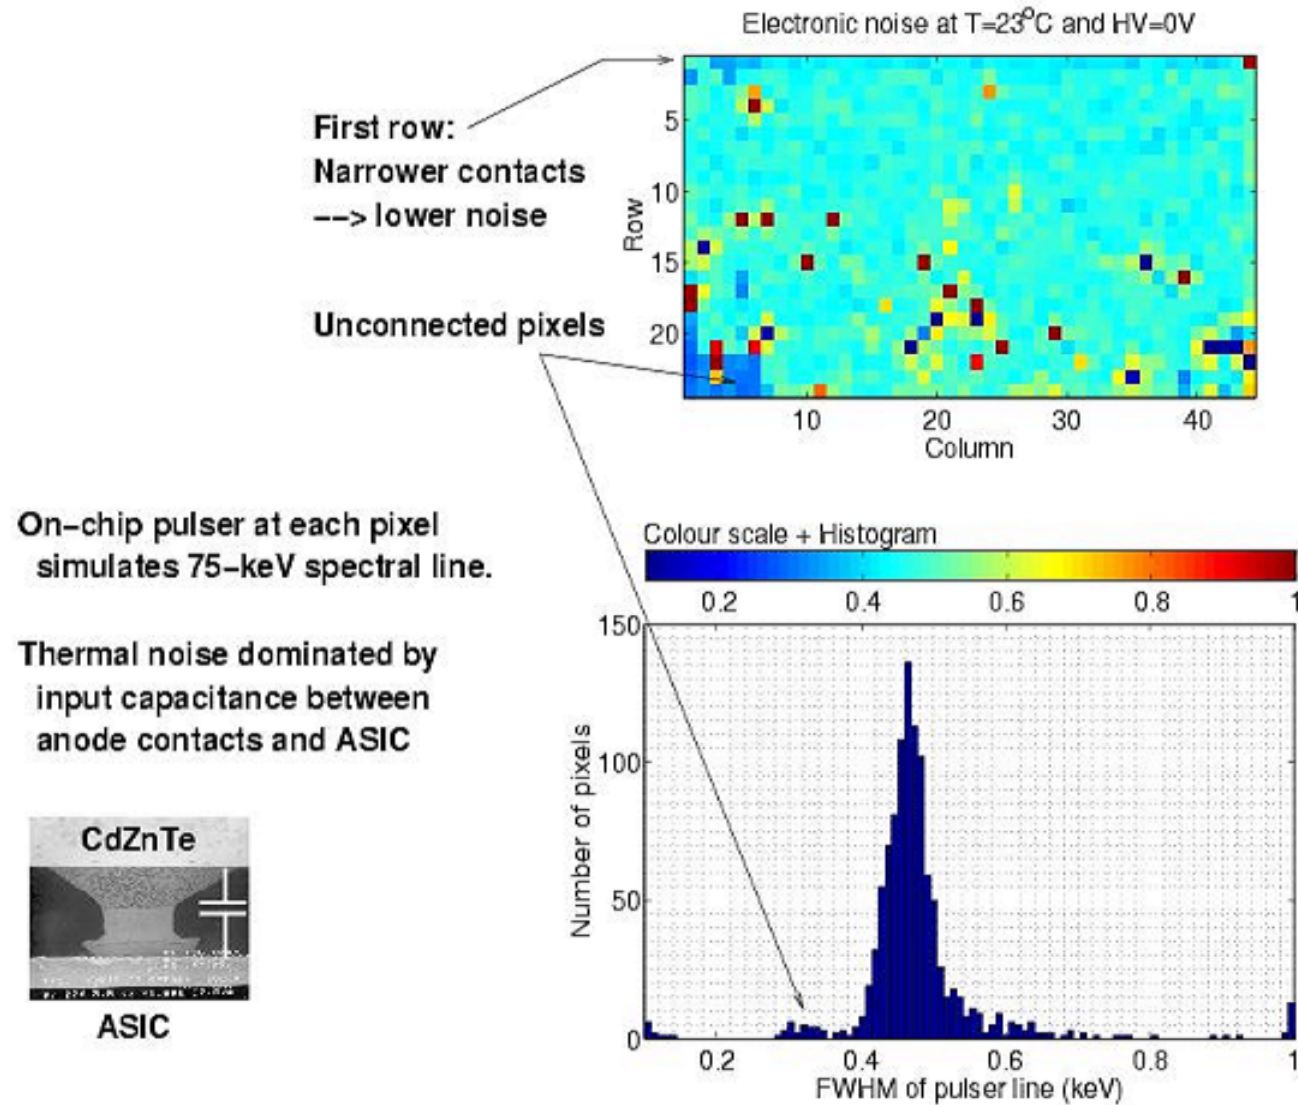 Electronic noise at T=23°C and HV=0V
First row:
Narrower contacts
--> lower noise
Unconnected pixels
Row
5
10
15
20
10 20 30 40
Column
On-chip pulser at each pixel
simulates 75-keV spectral line.
Thermal noise dominated by
input capacitance between
anode contacts and ASIC
CdZnTe
ASIC
Colour scale + Histogram
0.2 0.4 0.6 0.8 1
Number of pixels
150
100
50
0
0.2 0.4 0.6 0.8 1
FWHM of pulser line (keV)